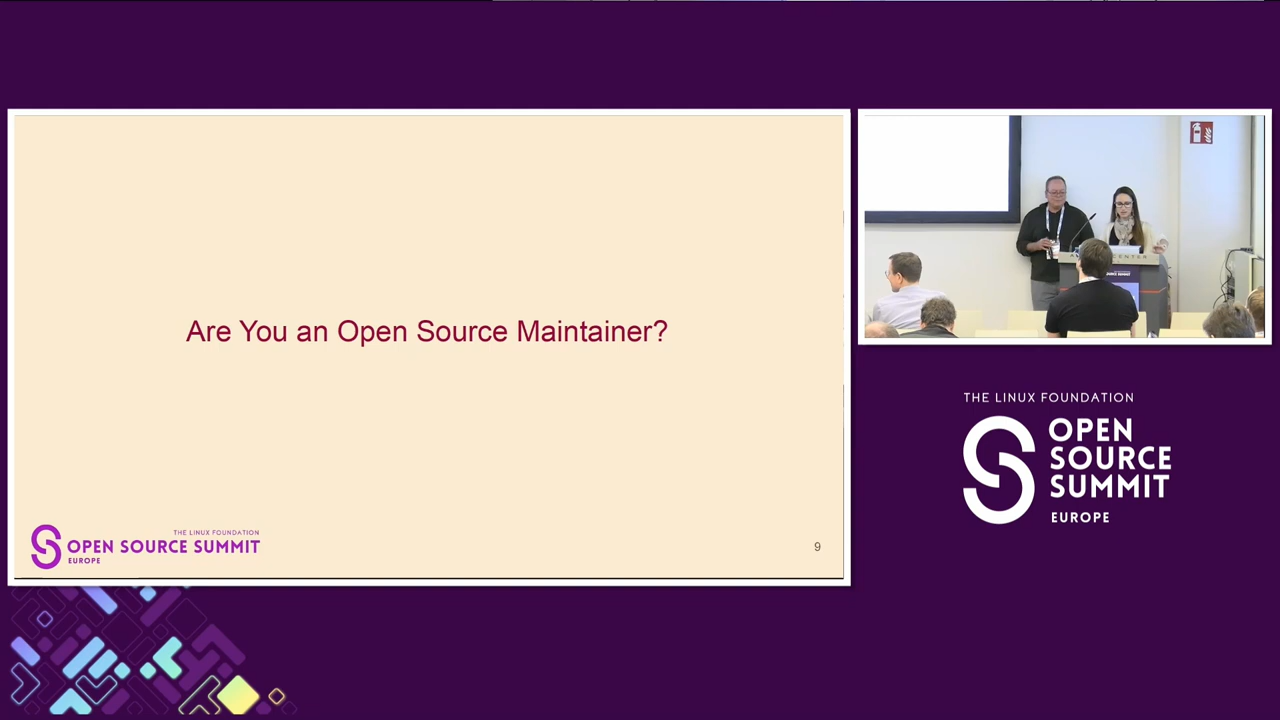 Are You an Open Source Maintainer?
THE LINUX FOUNDATION
OPEN SOURCE SUMMIT
EUROPE
9
THE LINUX FOUNDATION
OPEN
SOURCE
SUMMIT
EUROPE